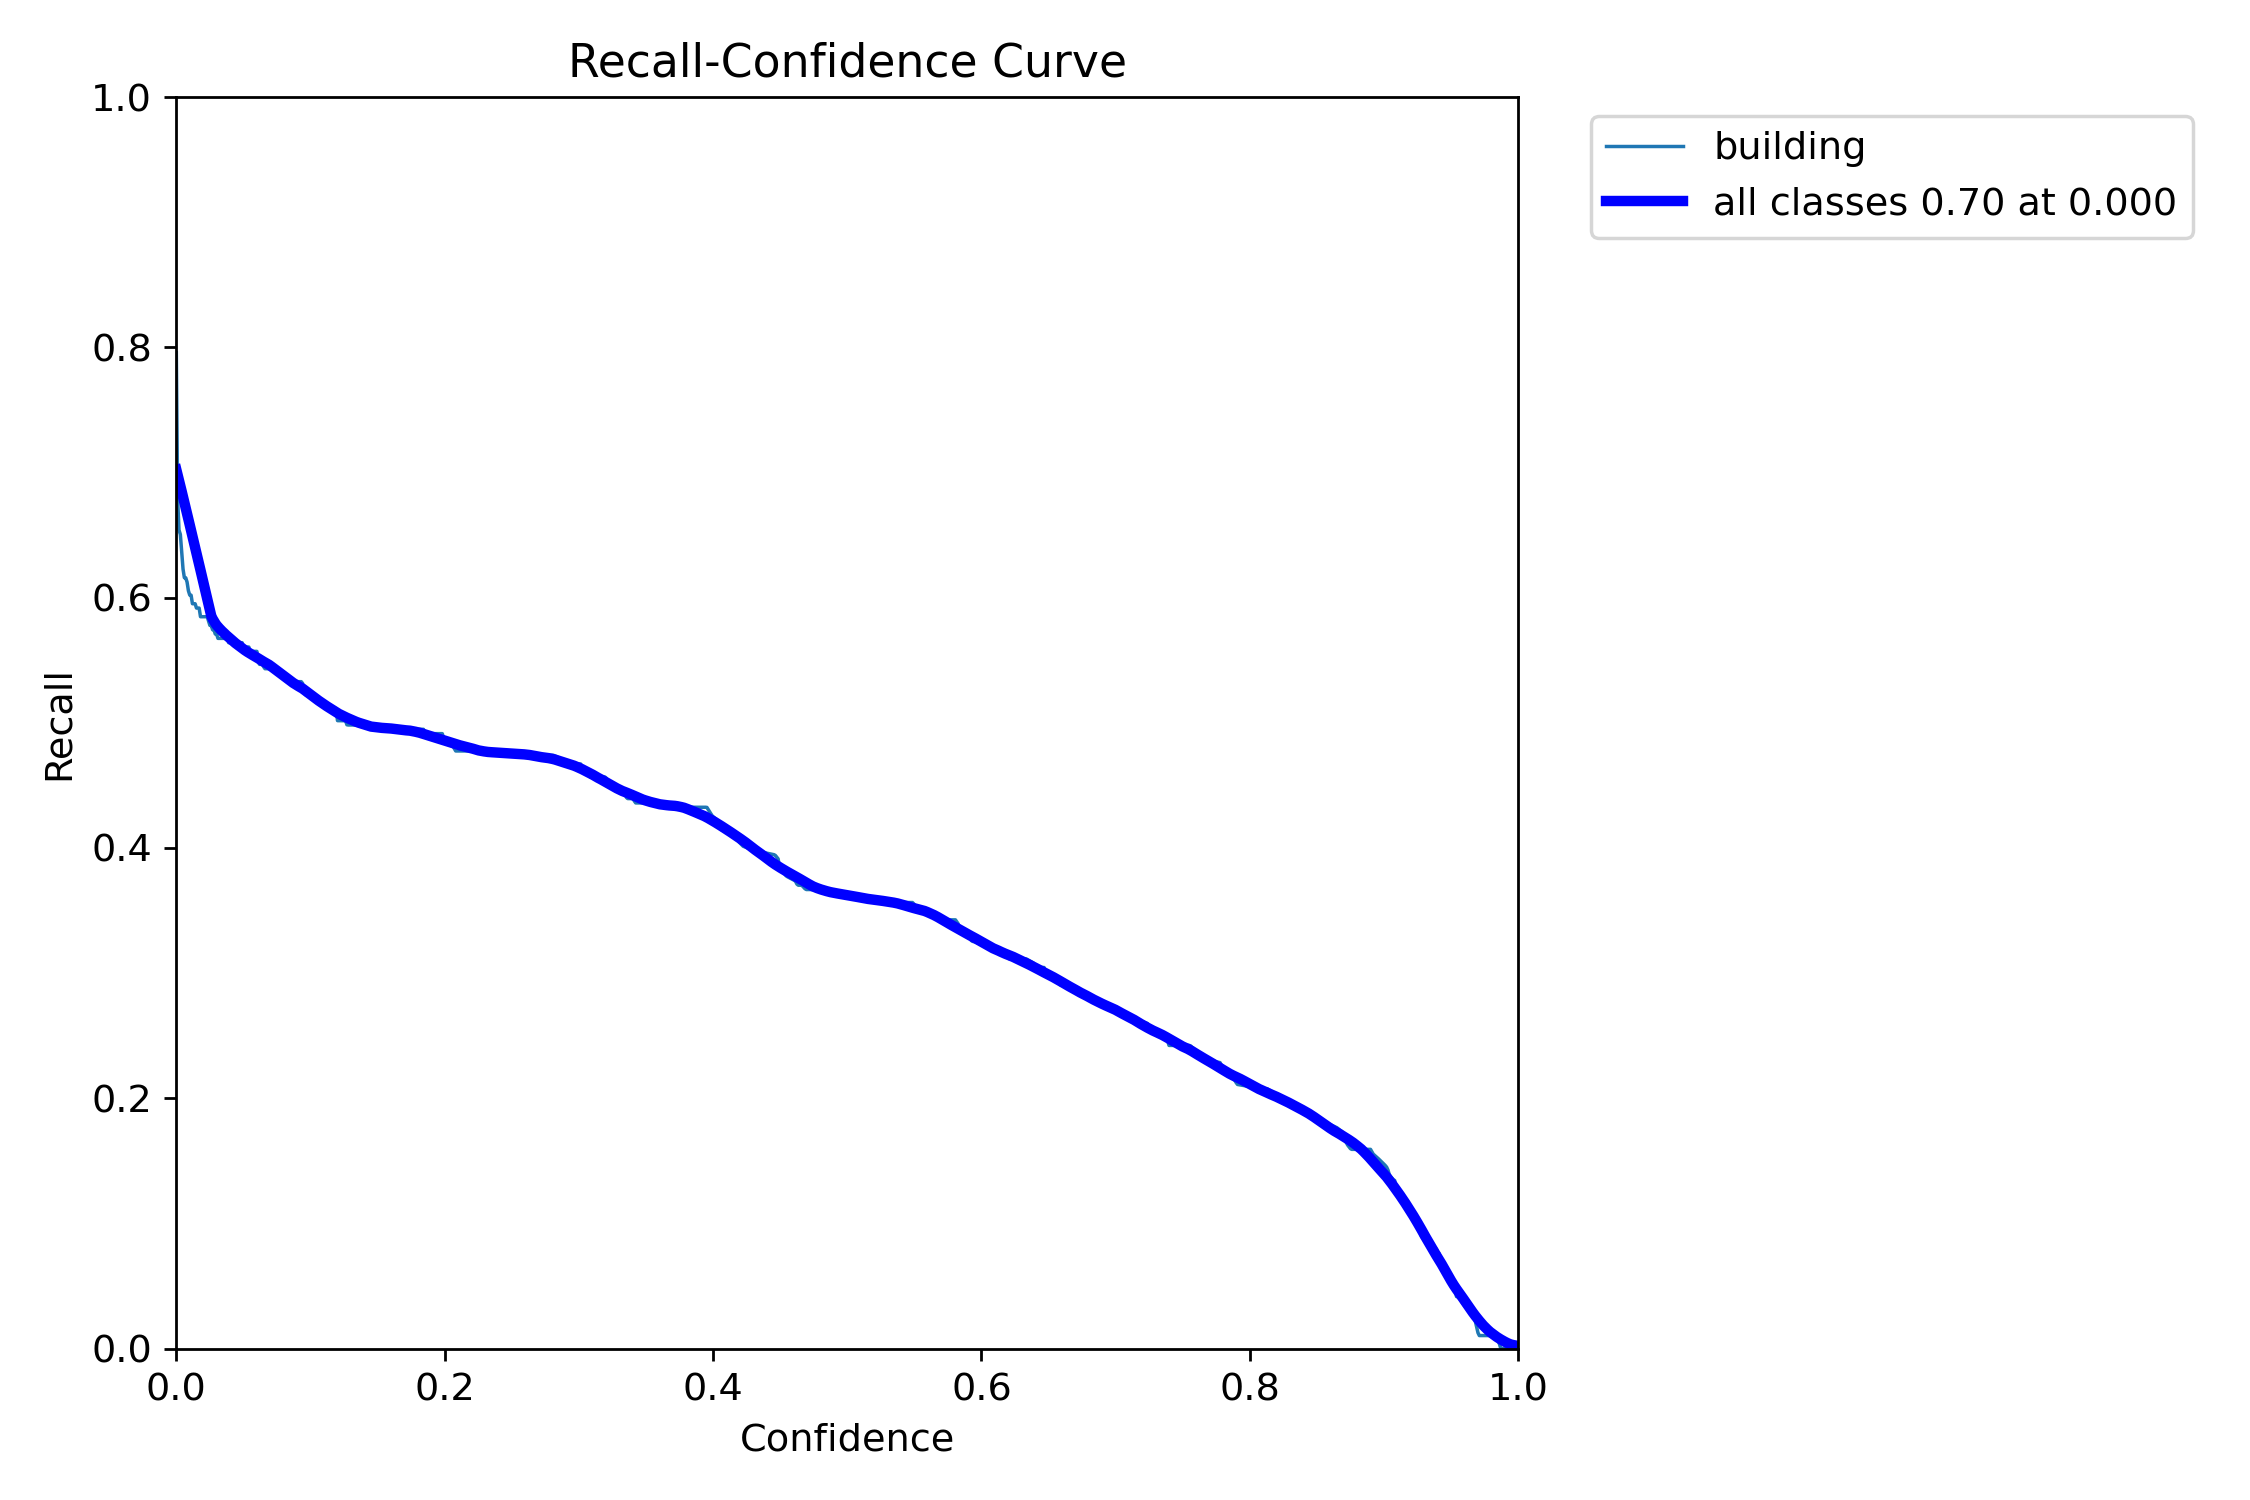 Recall-Confidence Curve
1.0
0.8
0.6
0.4
0.2
0.0
Recall
0.0 0.2 0.4 0.6 0.8 1.0
Confidence
building
all classes 0.70 at 0.000